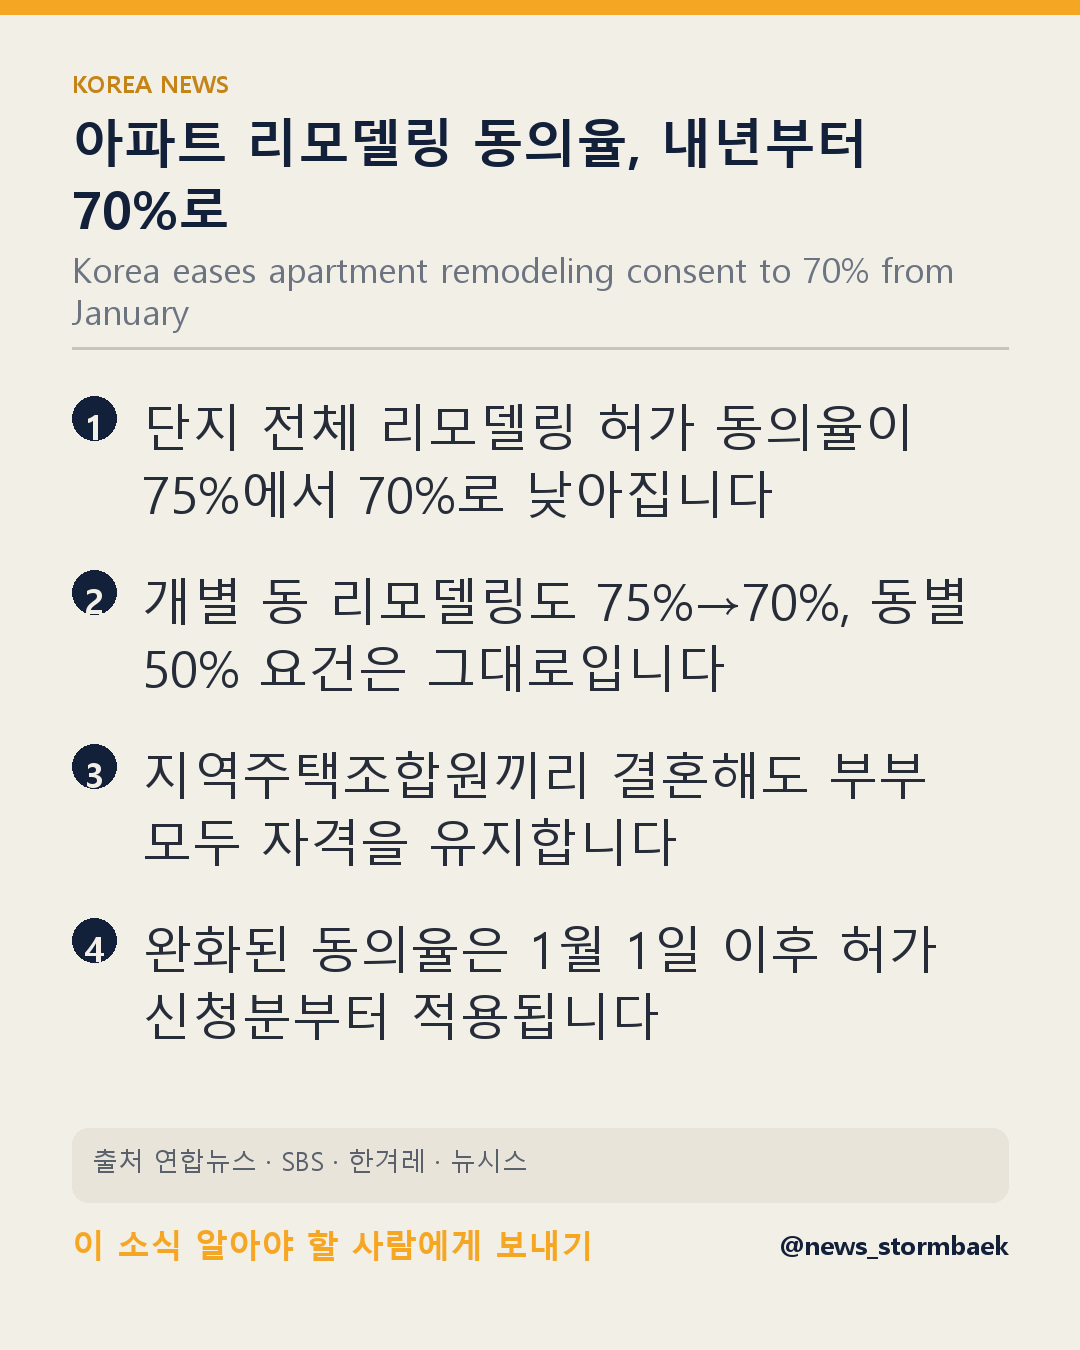 KOREA NEWS
아파트 리모델링 동의율, 내년부터
70%로
Korea eases apartment remodeling consent to 70% from
January
1 단지 전체 리모델링 허가 동의율이
75%에서 70%로 낮아집니다
2 개별 동 리모델링도 75%→70%, 동별
50% 요건은 그대로입니다
3 지역주택조합원끼리 결혼해도 부부
모두 자격을 유지합니다
4 완화된 동의율은 1월 1일 이후 허가
신청분부터 적용됩니다
출처 연합뉴스 · SBS · 한겨레 · 뉴시스
이 소식 알아야 할 사람에게 보내기
@news_stormbaek